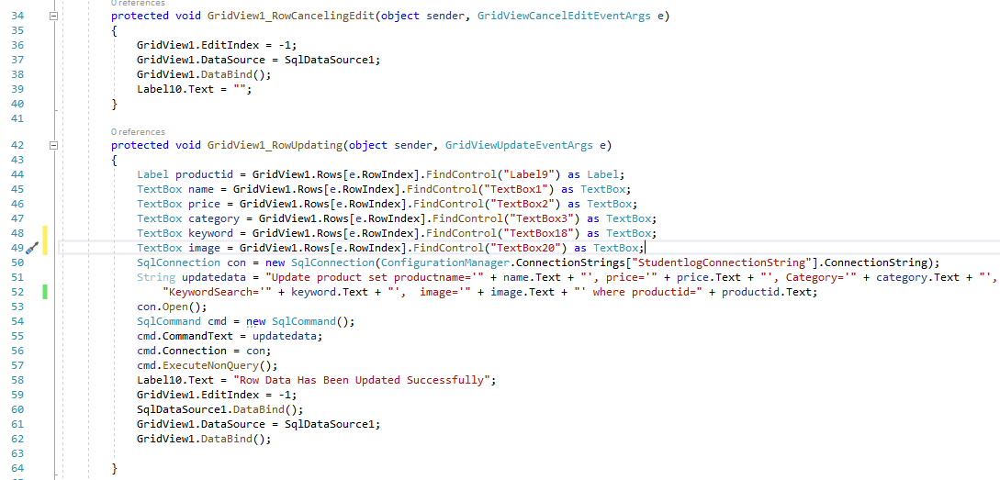 0 references
34 protected void GridView1_RowCancelingEdit(object sender, GridViewCancelEditEventArgs e)
35 {
36 GridView1.EditIndex = -1;
37 GridView1.DataSource = SqlDataSource1;
38 GridView1.DataBind();
39 Label10.Text = "";
40 }
41
0 references
42 protected void GridView1_RowUpdating(object sender, GridViewUpdateEventArgs e)
43 {
44 Label productid = GridView1.Rows[e.RowIndex].FindControl("Label9") as Label;
45 TextBox name = GridView1.Rows[e.RowIndex].FindControl("TextBox1") as TextBox;
46 TextBox price = GridView1.Rows[e.RowIndex].FindControl("TextBox2") as TextBox;
47 TextBox category = GridView1.Rows[e.RowIndex].FindControl("TextBox3") as TextBox;
48 TextBox keyword = GridView1.Rows[e.RowIndex].FindControl("TextBox18") as TextBox;
49 TextBox image = GridView1.Rows[e.RowIndex].FindControl("TextBox20") as TextBox;
50 SqlConnection con = new SqlConnection(ConfigurationManager.ConnectionStrings["StudentlogConnectionString"].ConnectionString);
51 String updatedata = "Update product set productname='" + name.Text + "', price='" + price.Text + "', Category='" + category.Text + "',
52 "KeywordSearch='" + keyword.Text + "',  image='" + image.Text + "' where productid=" + productid.Text;
53 con.Open();
54 SqlCommand cmd = new SqlCommand();
55 cmd.CommandText = updatedata;
56 cmd.Connection = con;
57 cmd.ExecuteNonQuery();
58 Label10.Text = "Row Data Has Been Updated Successfully";
59 GridView1.EditIndex = -1;
60 SqlDataSource1.DataBind();
61 GridView1.DataSource = SqlDataSource1;
62 GridView1.DataBind();
63
64 }